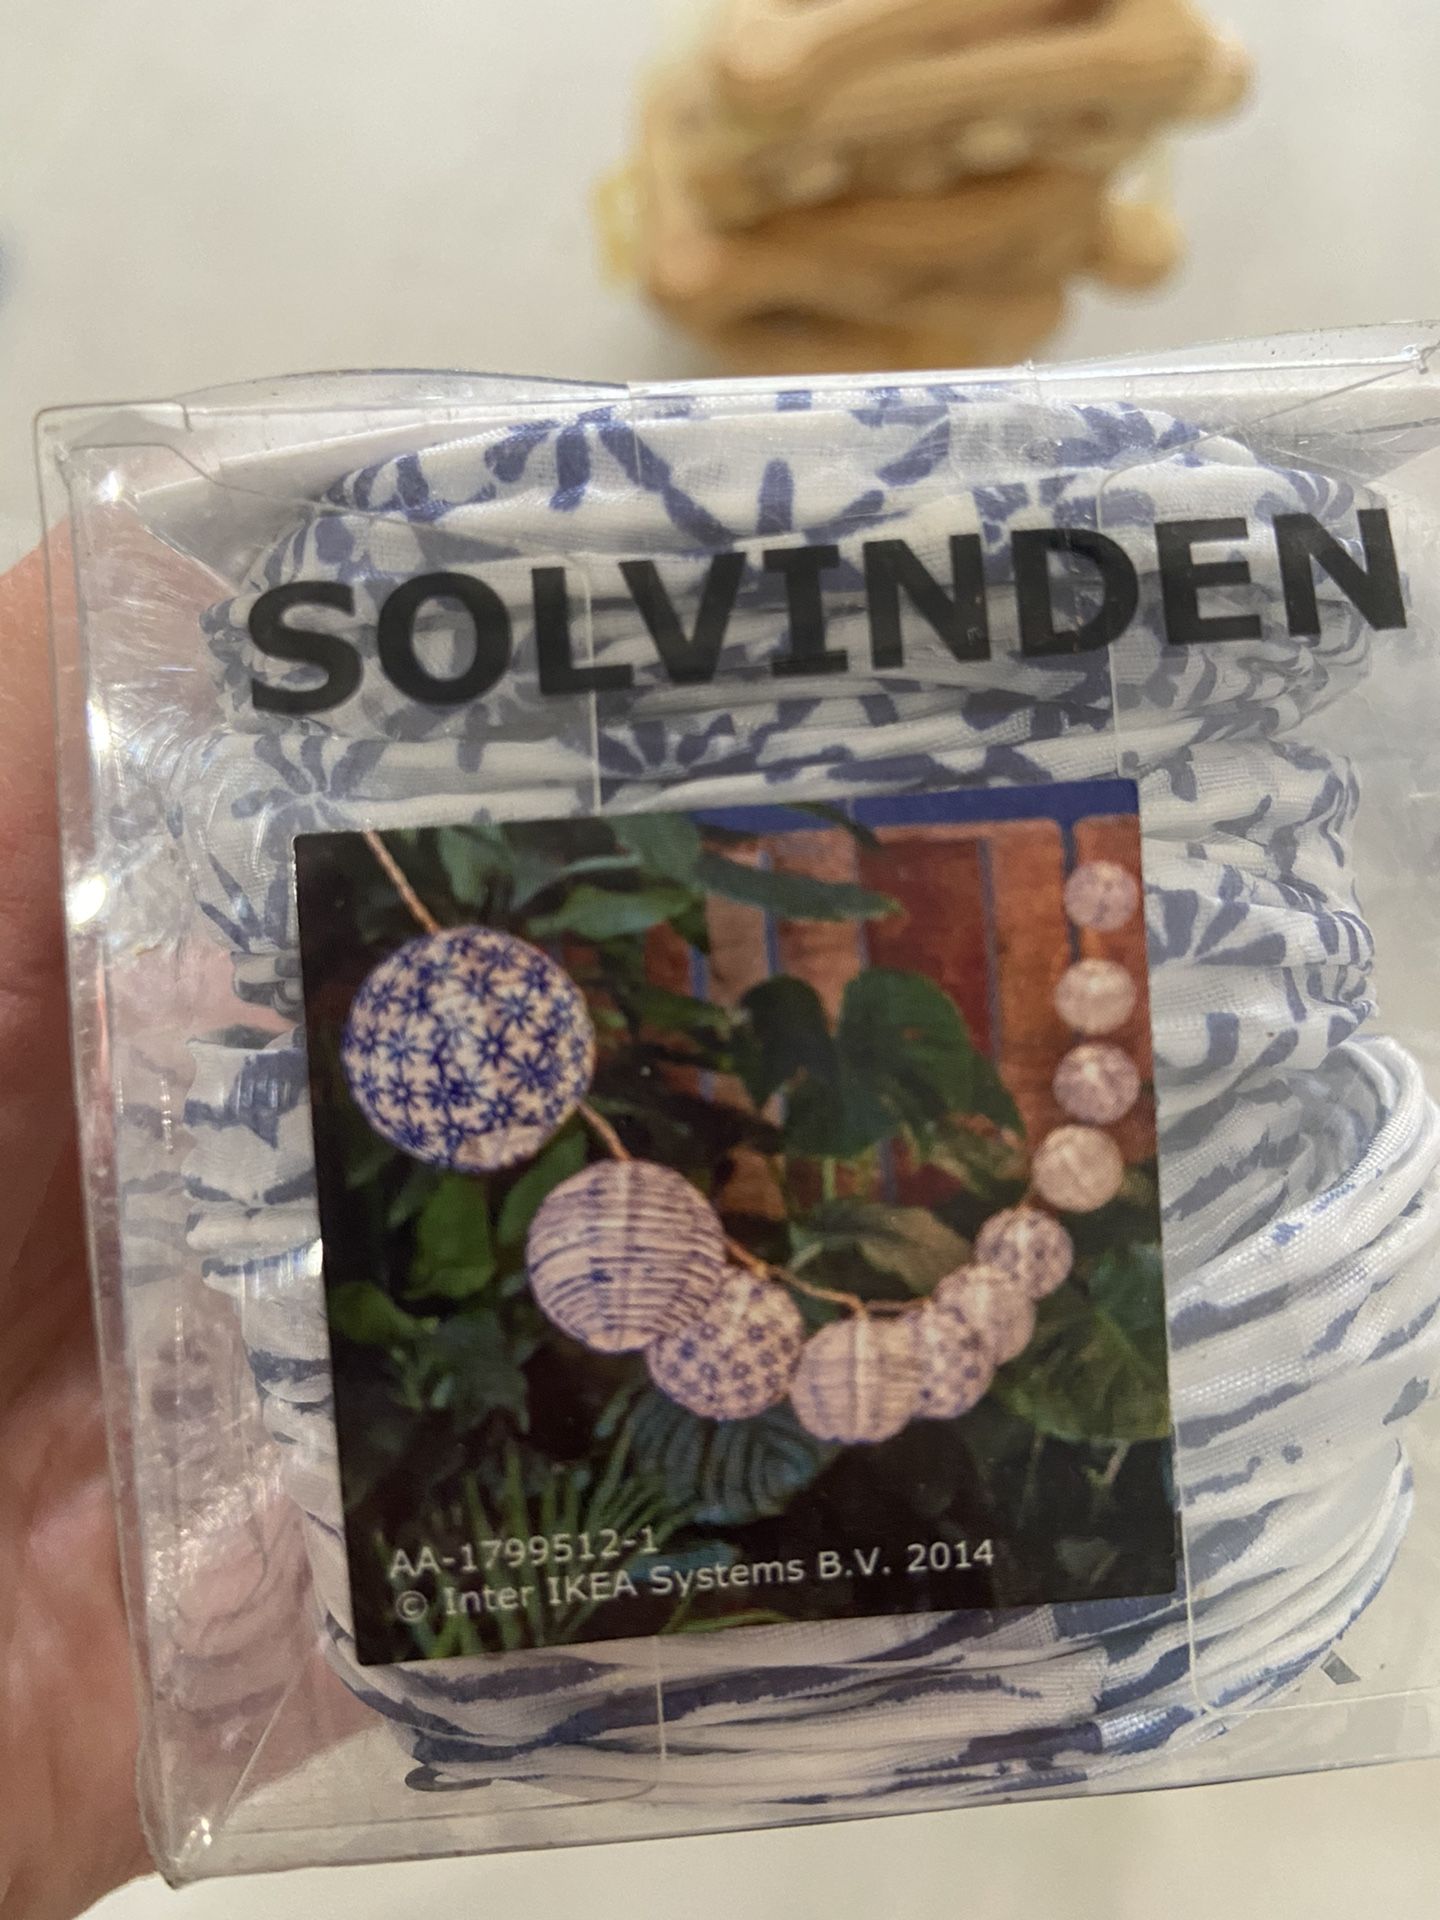 SOLVINDEN
AA-1799512-1
© Inter IKEA Systems B.V. 2014